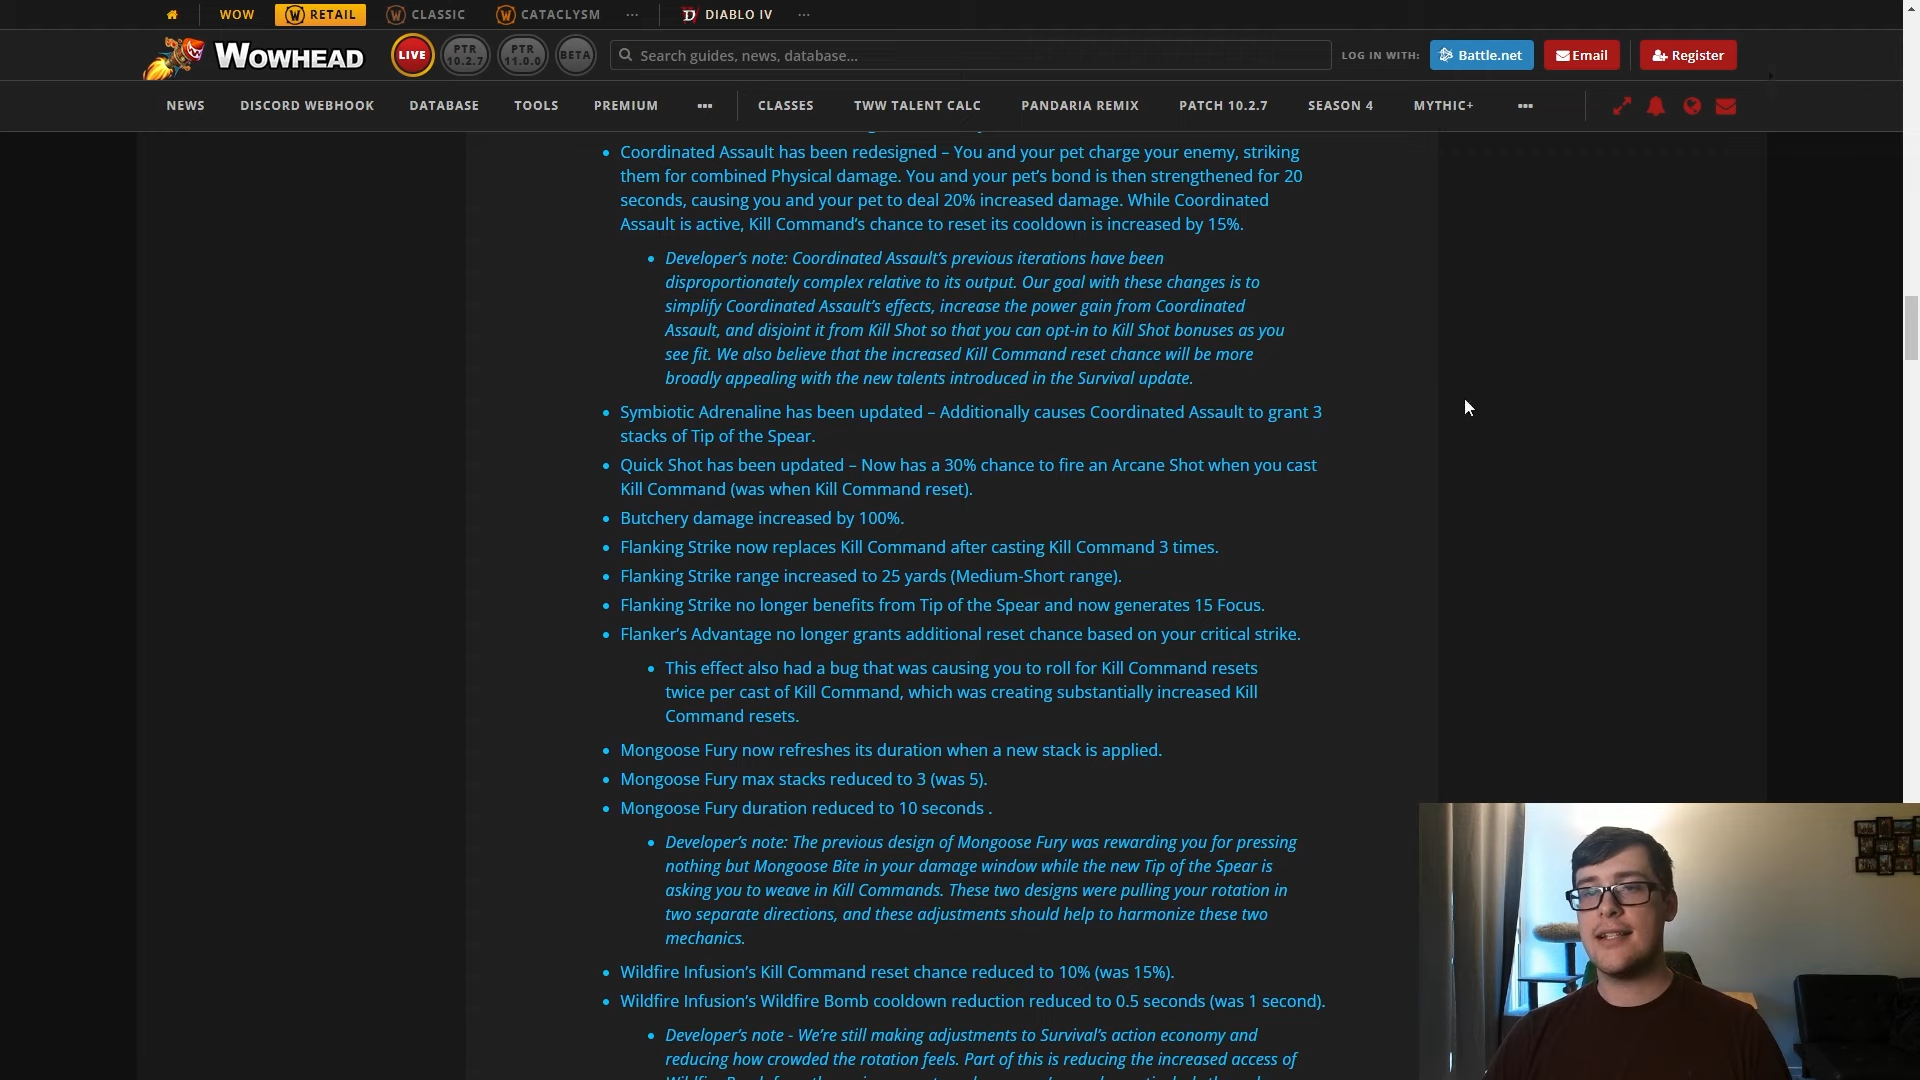 WOW RETAIL CLASSIC CATACLYSM ... DIABLO IV ...
WOWHEAD LIVE PTR 10.2.7 PTR 11.0.0 BETA Search guides, news, database... LOG IN WITH: Battle.net Email Register
NEWS DISCORD WEBHOOK DATABASE TOOLS PREMIUM ... CLASSES TWW TALENT CALC PANDARIA REMIX PATCH 10.2.7 SEASON 4 MYTHIC+ ...
Coordinated Assault has been redesigned – You and your pet charge your enemy, striking
them for combined Physical damage. You and your pet's bond is then strengthened for 20
seconds, causing you and your pet to deal 20% increased damage. While Coordinated
Assault is active, Kill Command's chance to reset its cooldown is increased by 15%.
Developer's note: Coordinated Assault's previous iterations have been
disproportionately complex relative to its output. Our goal with these changes is to
simplify Coordinated Assault's effects, increase the power gain from Coordinated
Assault, and disjoint it from Kill Shot so that you can opt-in to Kill Shot bonuses as you
see fit. We also believe that the increased Kill Command reset chance will be more
broadly appealing with the new talents introduced in the Survival update.
Symbiotic Adrenaline has been updated – Additionally causes Coordinated Assault to grant 3
stacks of Tip of the Spear.
Quick Shot has been updated – Now has a 30% chance to fire an Arcane Shot when you cast
Kill Command (was when Kill Command reset).
Butchery damage increased by 100%.
Flanking Strike now replaces Kill Command after casting Kill Command 3 times.
Flanking Strike range increased to 25 yards (Medium-Short range).
Flanking Strike no longer benefits from Tip of the Spear and now generates 15 Focus.
Flanker's Advantage no longer grants additional reset chance based on your critical strike.
This effect also had a bug that was causing you to roll for Kill Command resets
twice per cast of Kill Command, which was creating substantially increased Kill
Command resets.
Mongoose Fury now refreshes its duration when a new stack is applied.
Mongoose Fury max stacks reduced to 3 (was 5).
Mongoose Fury duration reduced to 10 seconds .
Developer's note: The previous design of Mongoose Fury was rewarding you for pressing
nothing but Mongoose Bite in your damage window while the new Tip of the Spear is
asking you to weave in Kill Commands. These two designs were pulling your rotation in
two separate directions, and these adjustments should help to harmonize these two
mechanics.
Wildfire Infusion's Kill Command reset chance reduced to 10% (was 15%).
Wildfire Infusion's Wildfire Bomb cooldown reduction reduced to 0.5 seconds (was 1 second).
Developer's note - We're still making adjustments to Survival's action economy and
reducing how crowded the rotation feels. Part of this is reducing the increased access of